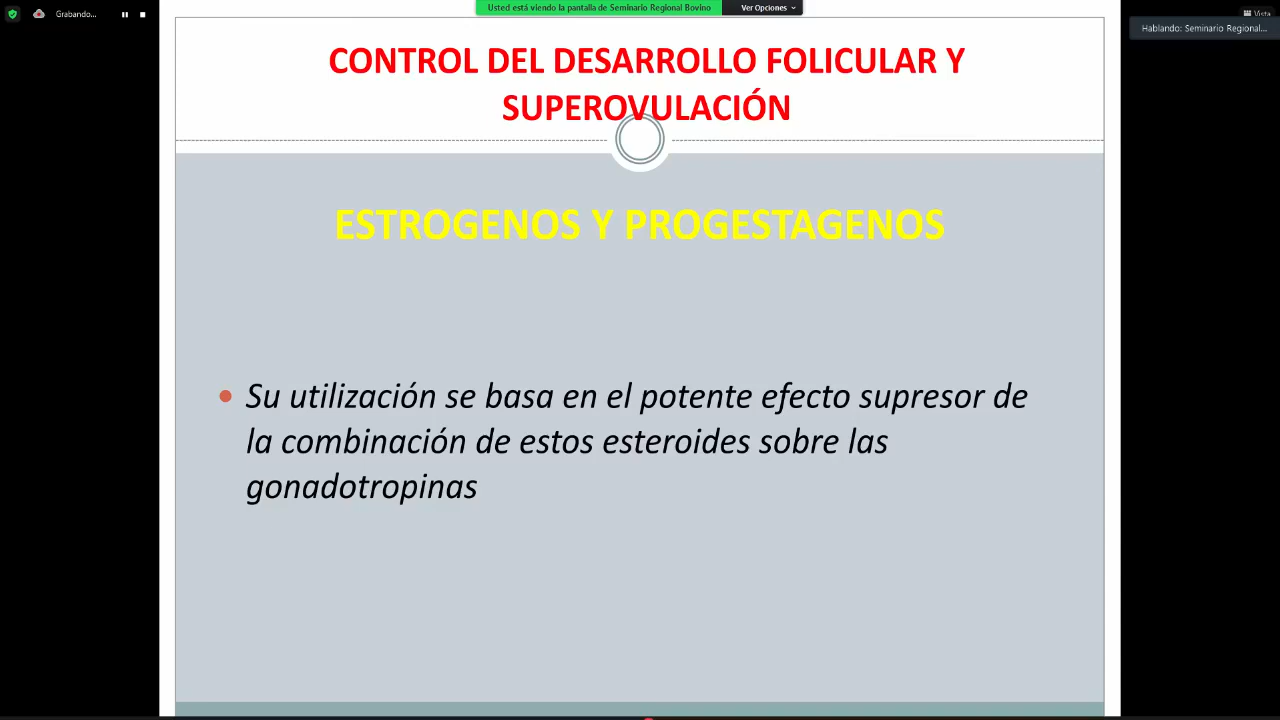 Grabando...
Usted está viendo la pantalla de Seminario Regional Bovino
Ver Opciones
Vista
Hablando: Seminario Regional...
CONTROL DEL DESARROLLO FOLICULAR Y
SUPEROVULACIÓN
ESTROGENOS Y PROGESTAGENOS
Su utilización se basa en el potente efecto supresor de
la combinación de estos esteroides sobre las
gonadotropinas